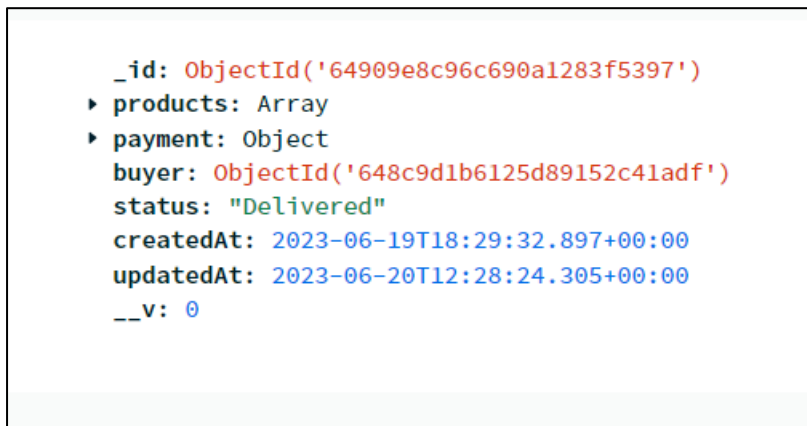 _id: ObjectId('64909e8c96c690a1283f5397')
products: Array
payment: Object
buyer: ObjectId('648c9d1b6125d89152c41adf')
status: "Delivered"
createdAt: 2023-06-19T18:29:32.897+00:00
updatedAt: 2023-06-20T12:28:24.305+00:00
__v: 0